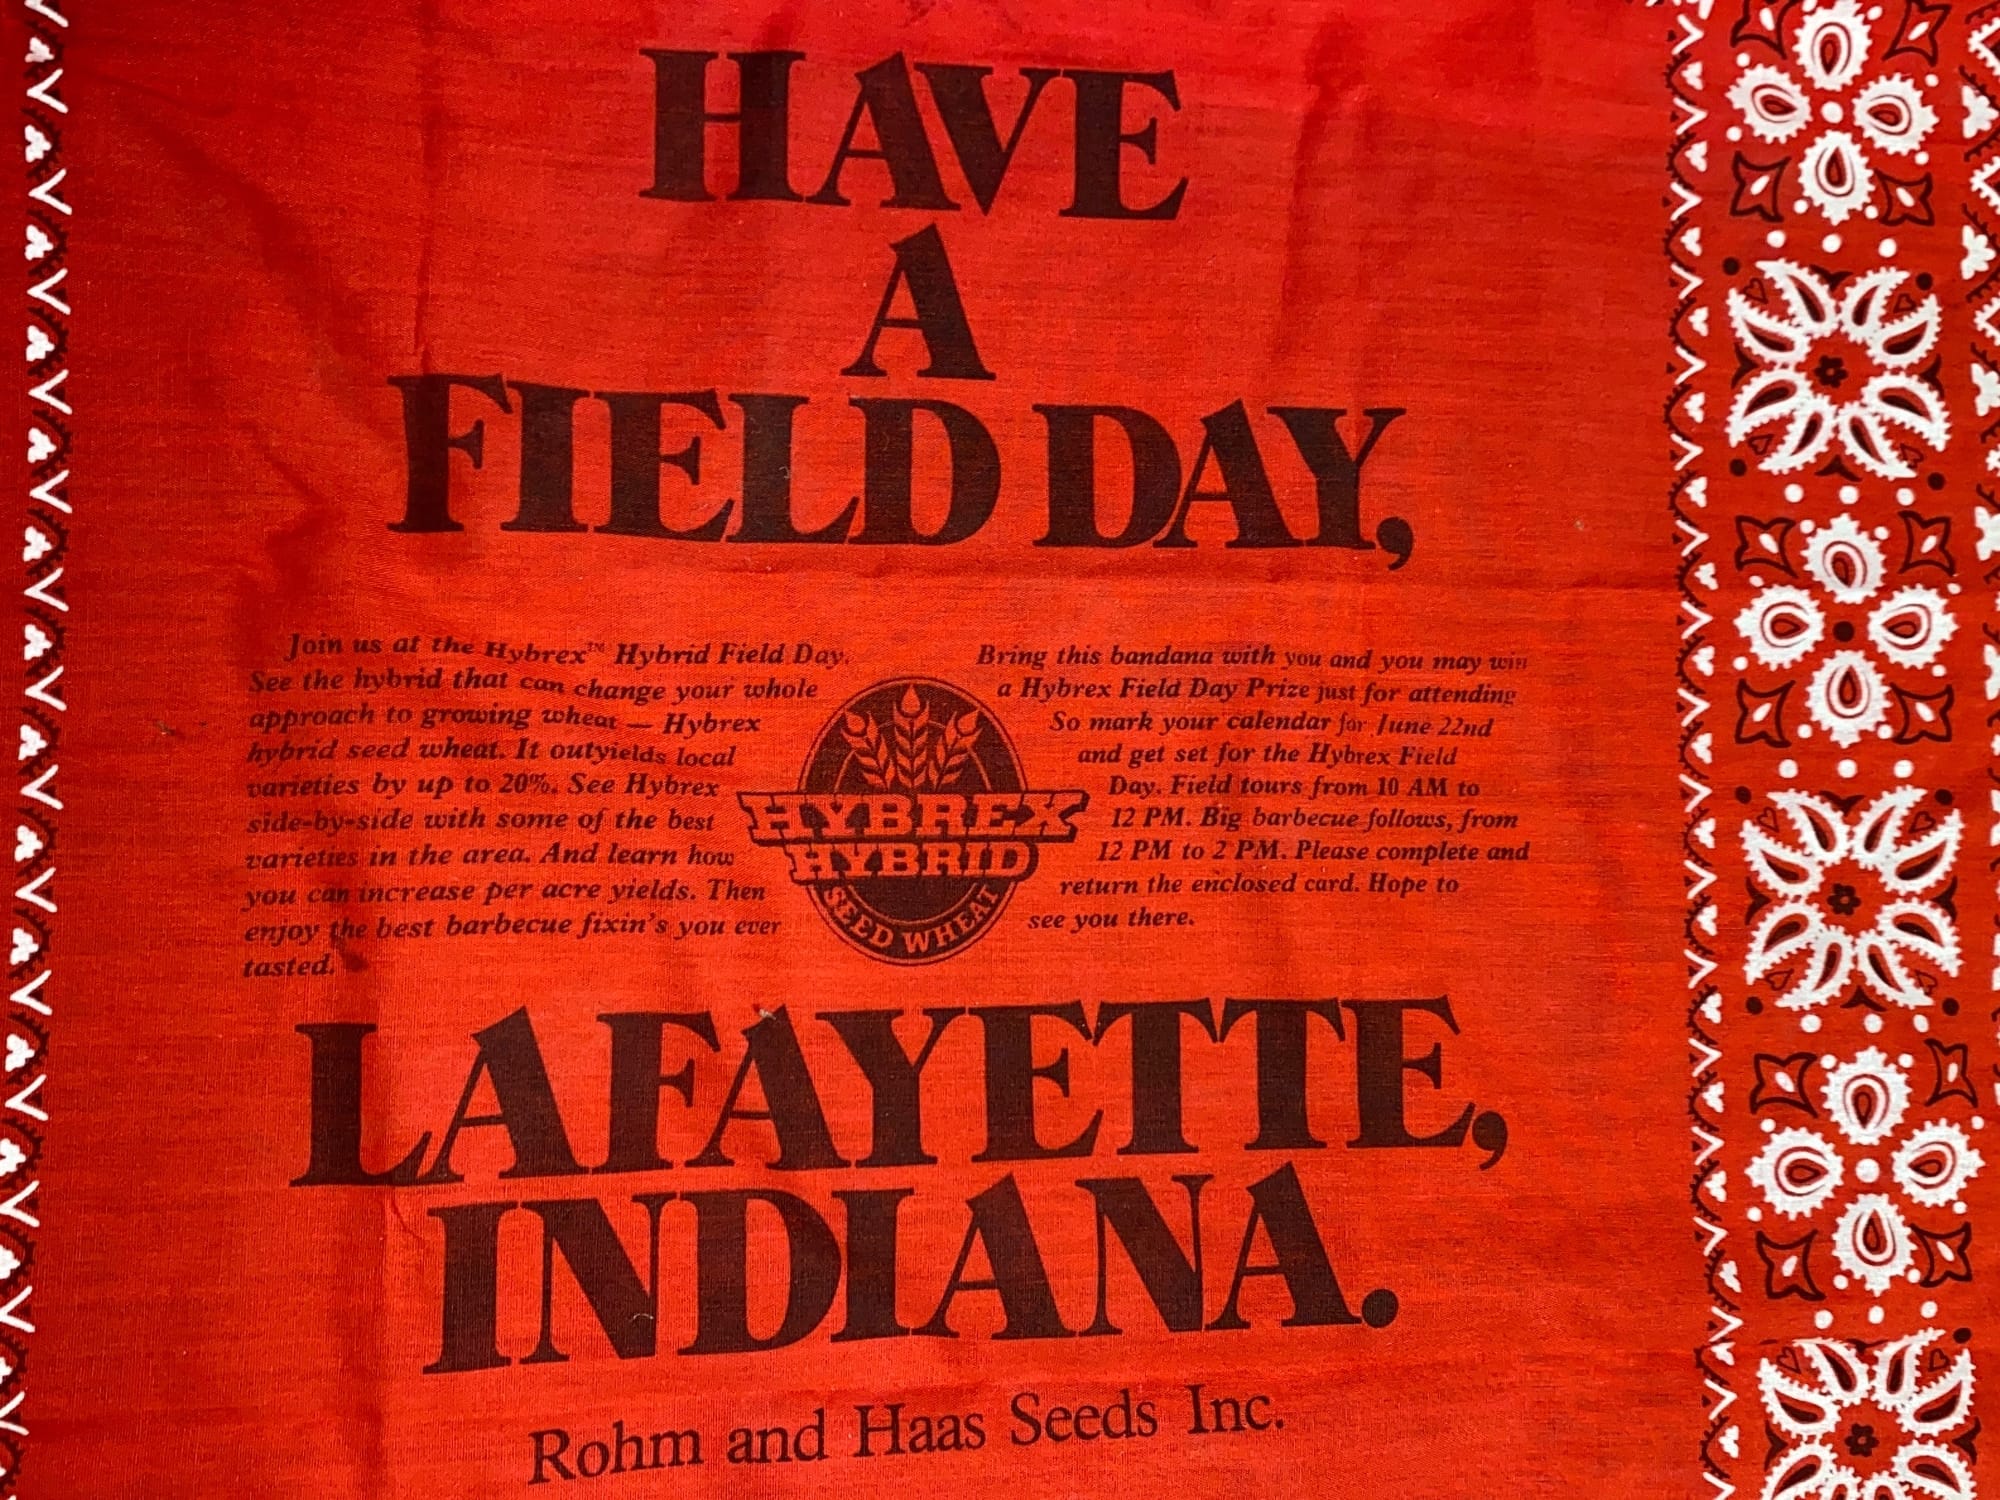 HAVE
A
FIELD DAY,
Join us at the Hybrex™ Hybrid Field Day.
See the hybrid that can change your whole
approach to growing wheat — Hybrex
hybrid seed wheat. It outyields local
varieties by up to 20%. See Hybrex
side-by-side with some of the best
varieties in the area. And learn how
you can increase per acre yields. Then
enjoy the best barbecue fixin's you ever
tasted.
HYBREX
HYBRID
SEED WHEAT
Bring this bandana with you and you may win
a Hybrex Field Day Prize just for attending
So mark your calendar for June 22nd
and get set for the Hybrex Field
Day. Field tours from 10 AM to
12 PM. Big barbecue follows, from
12 PM to 2 PM. Please complete and
return the enclosed card. Hope to
see you there.
LAFAYETTE,
INDIANA.
Rohm and Haas Seeds Inc.